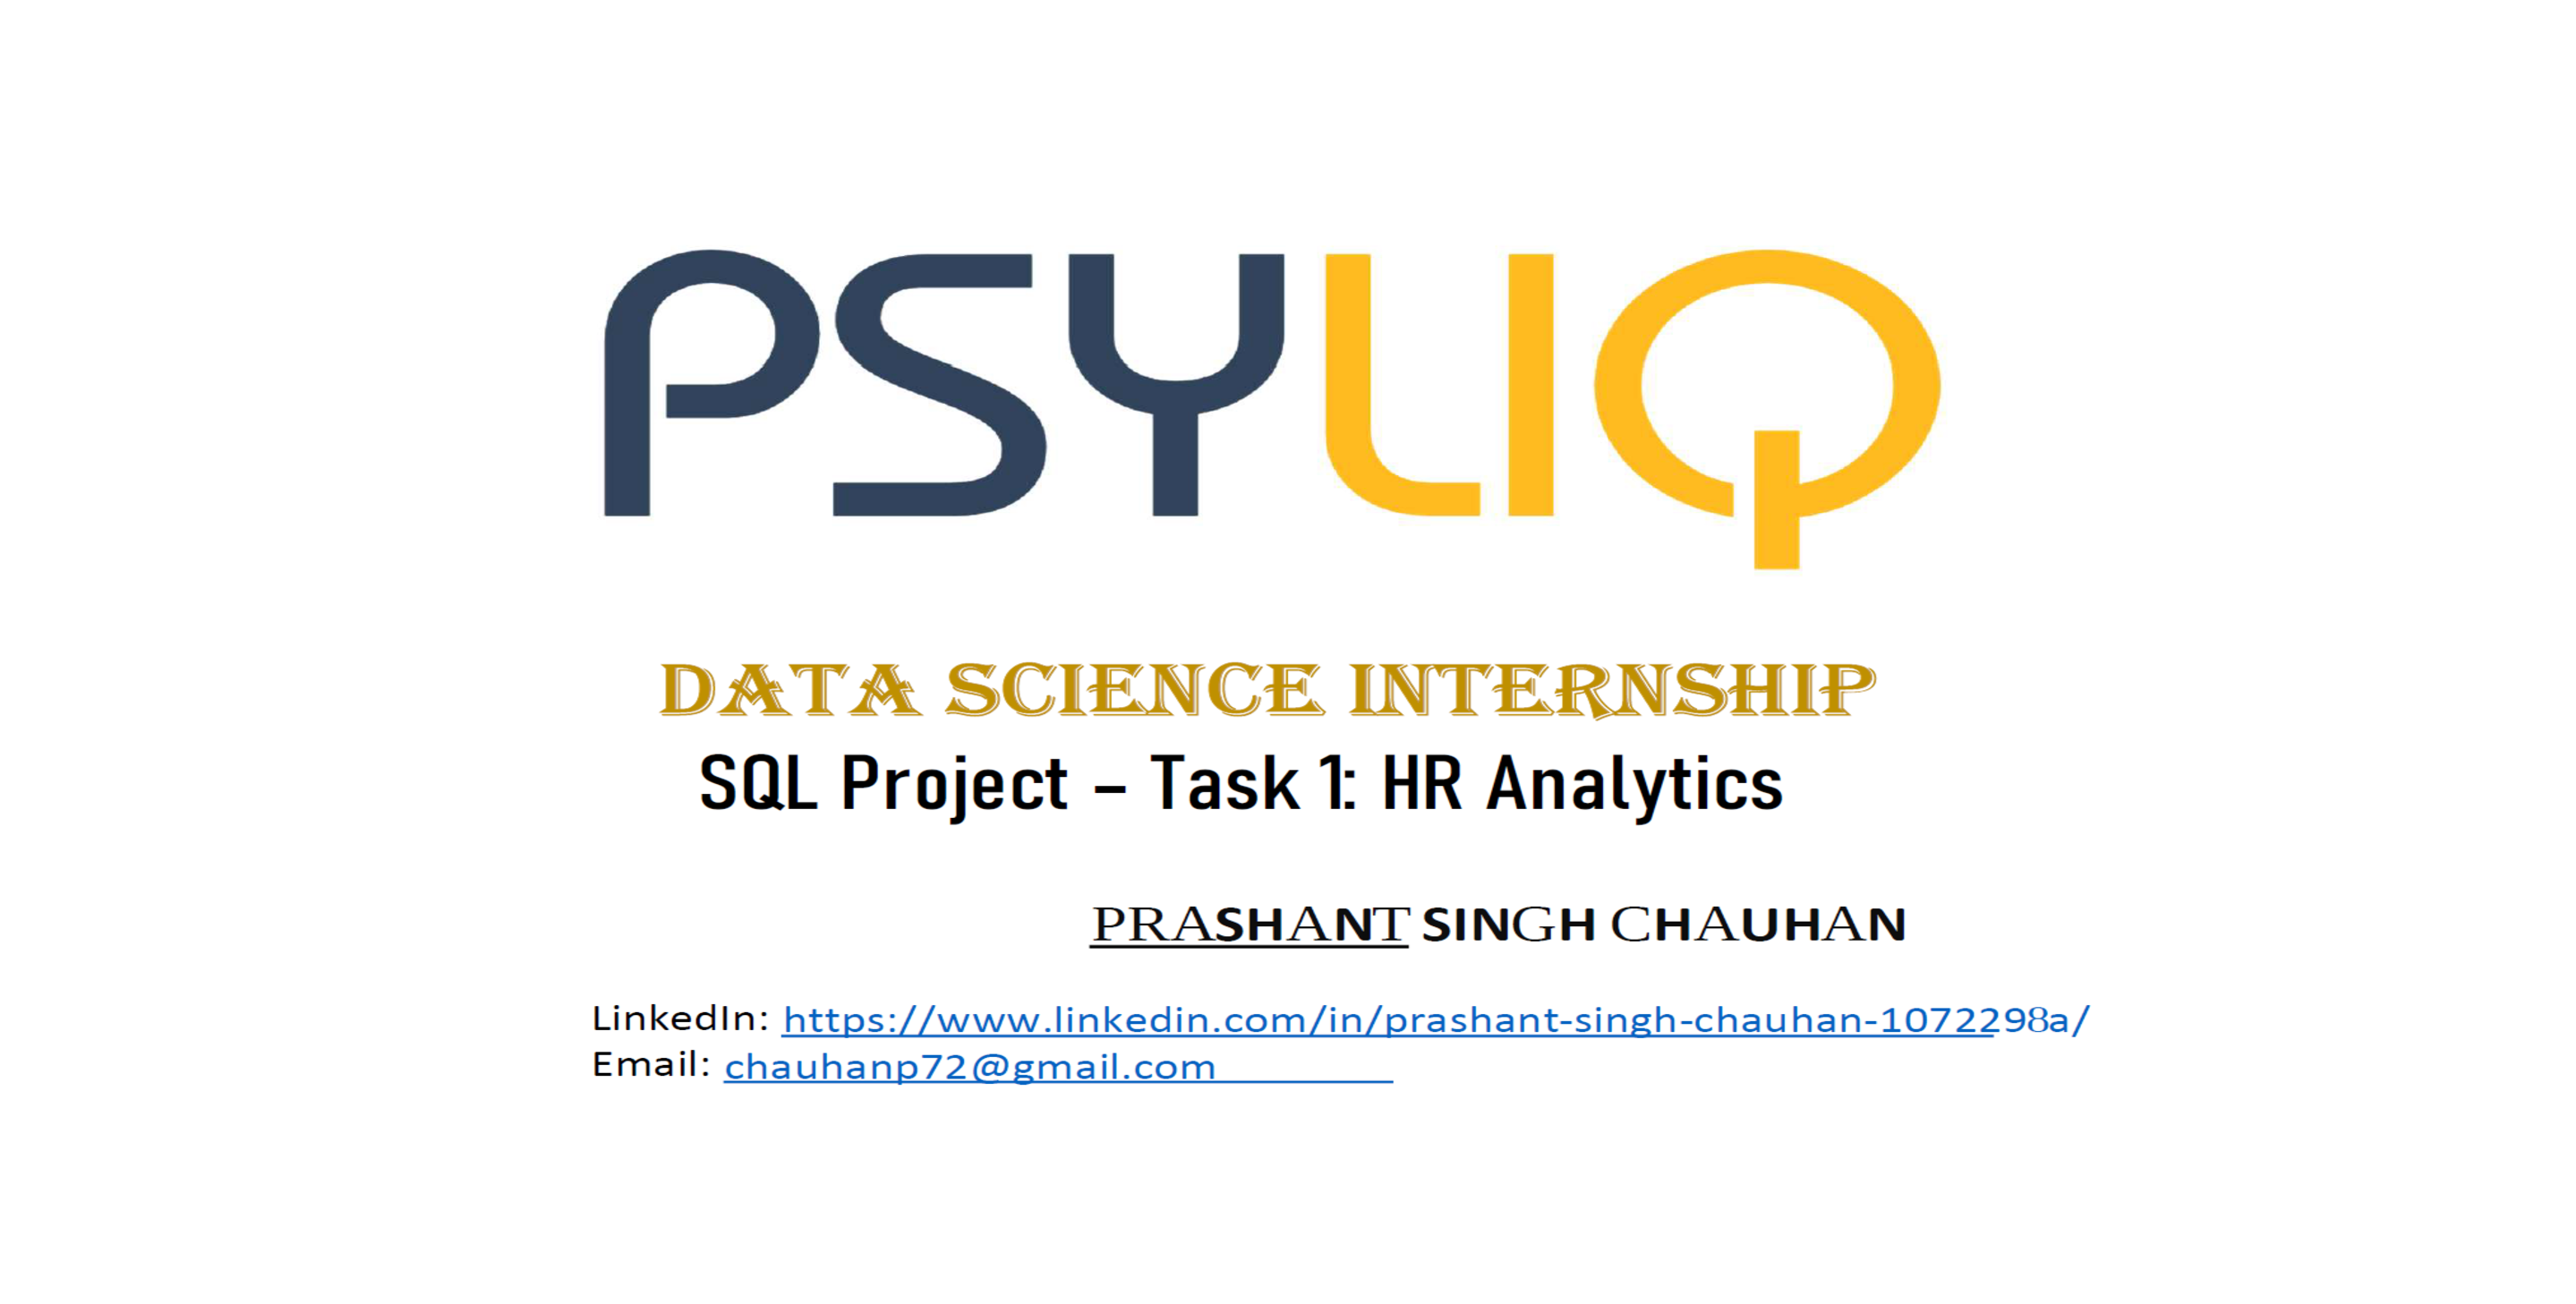 PSYLIQ
DATA SCIENCE INTERNSHIP
SQL Project – Task 1: HR Analytics
PRASHANT SINGH CHAUHAN
LinkedIn: https://www.linkedin.com/in/prashant-singh-chauhan-1072298a/
Email: chauhanp72@gmail.com